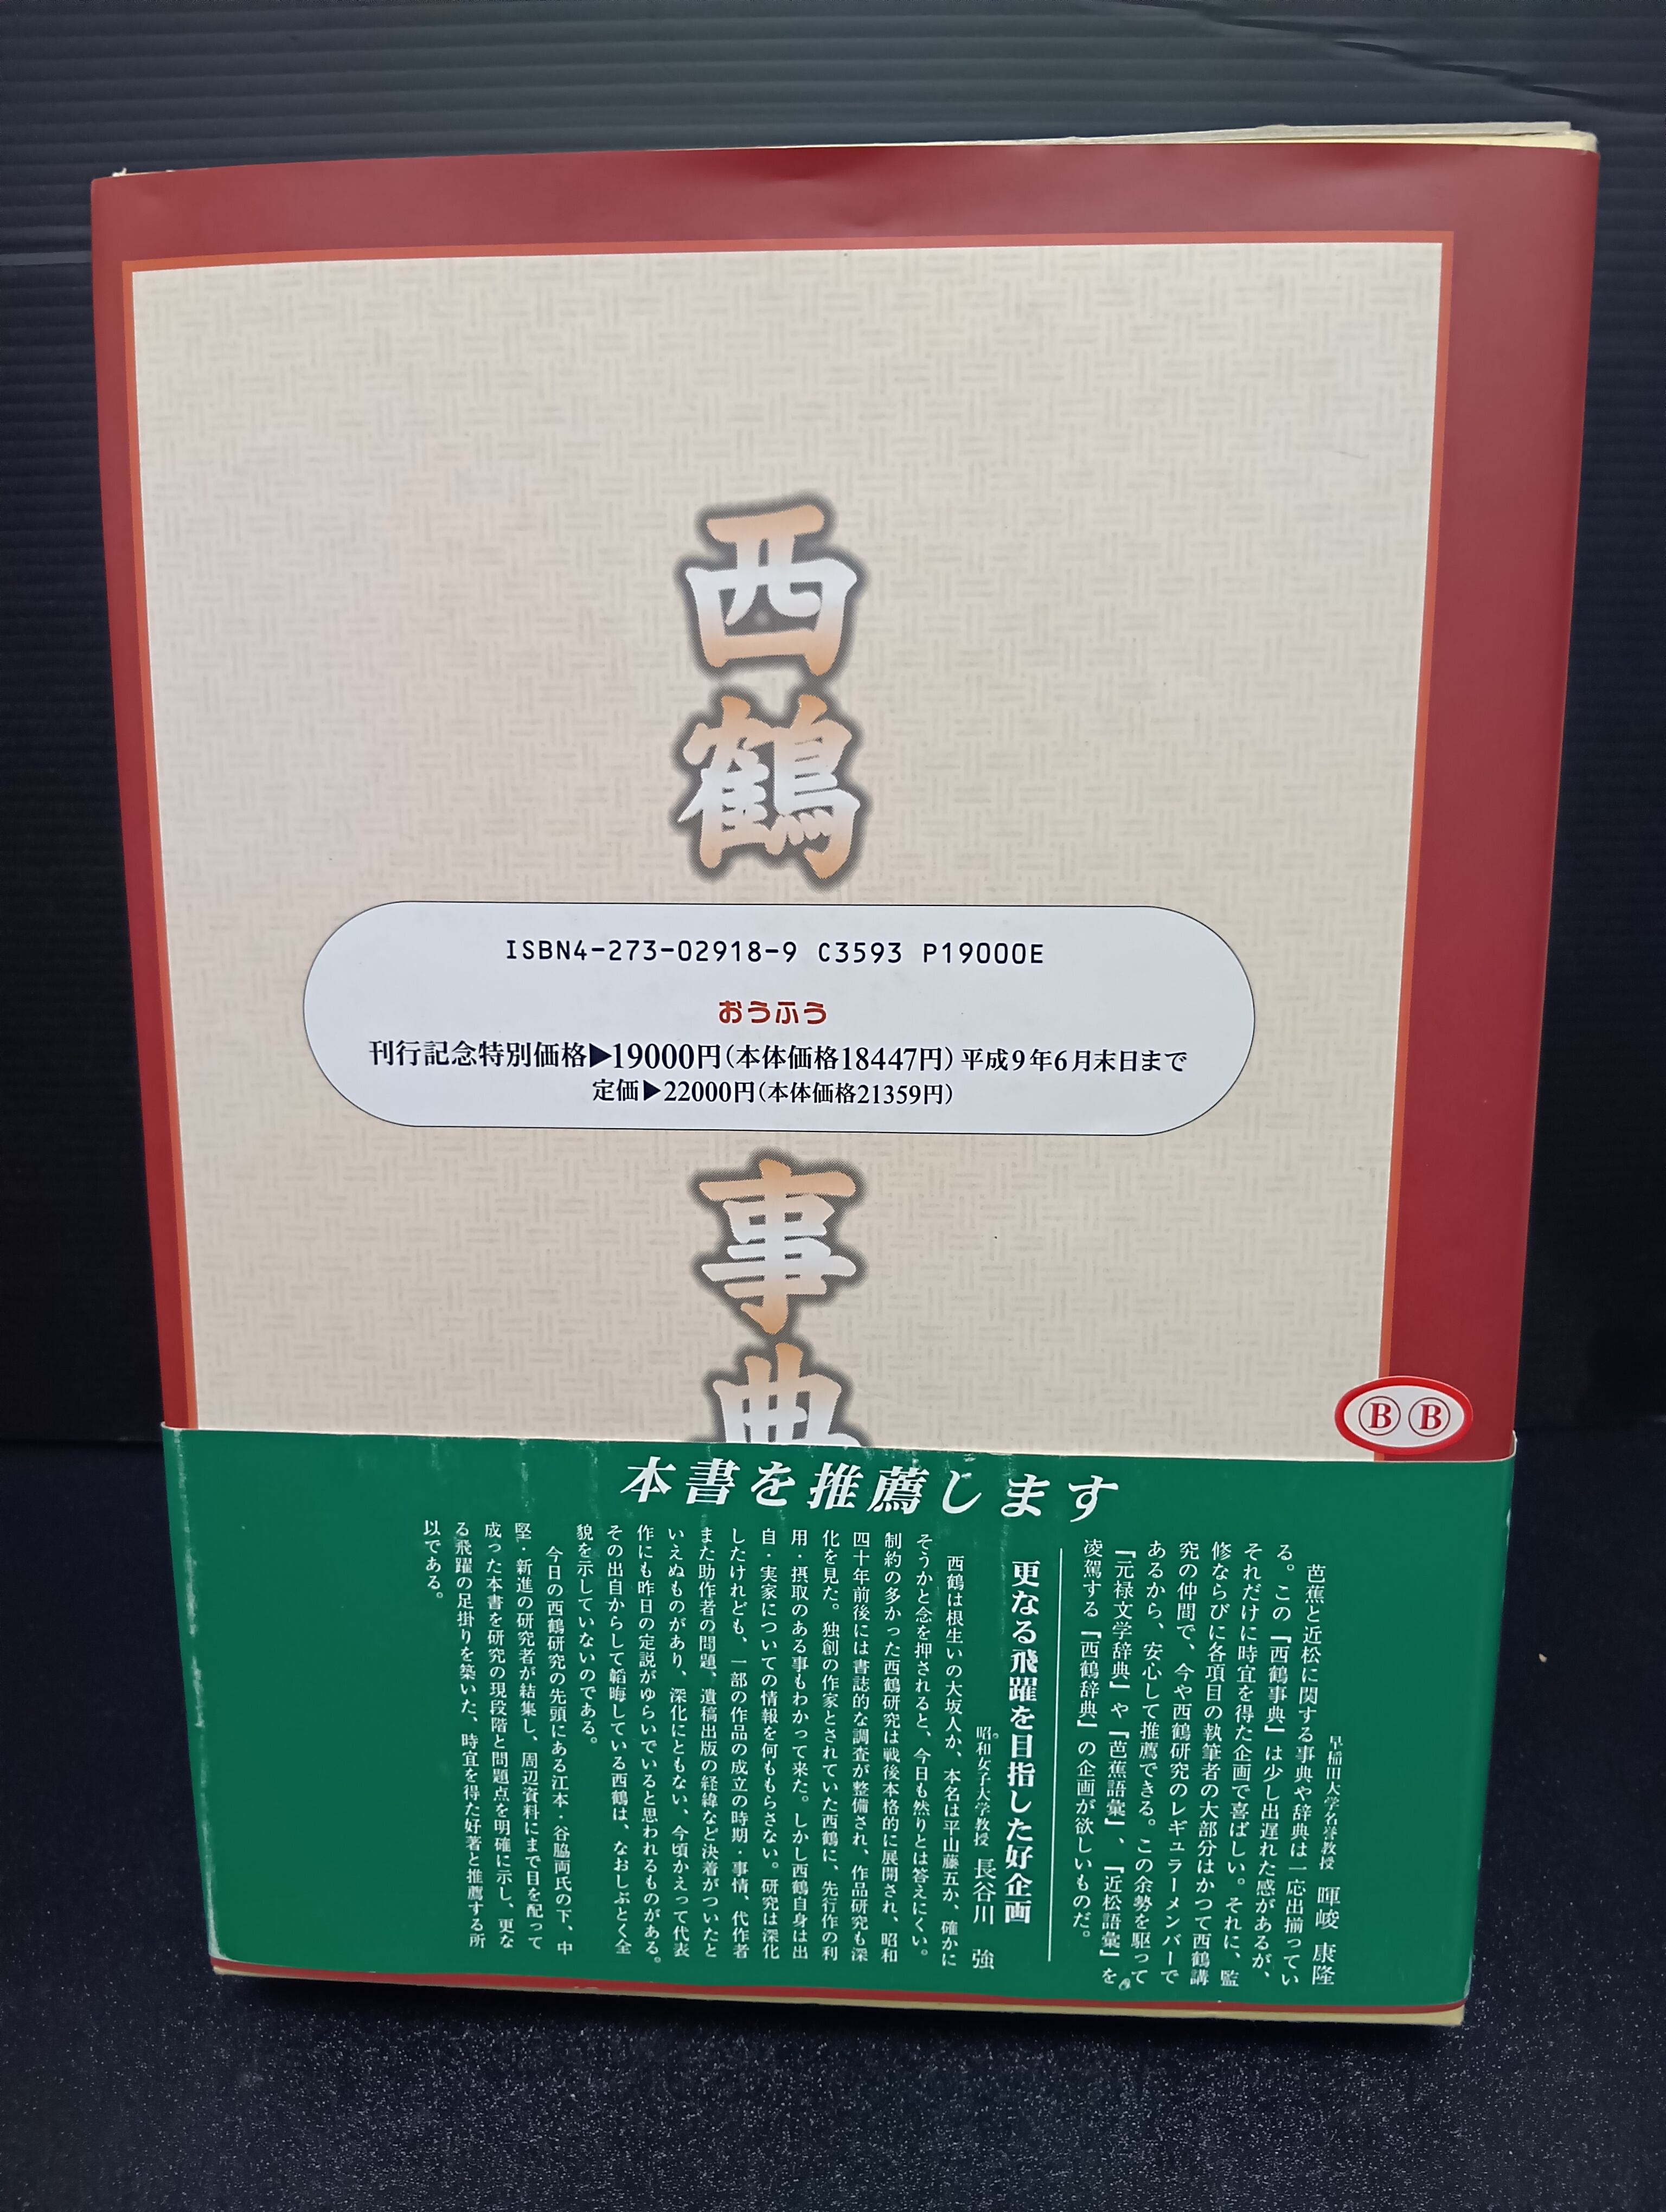 西鶴
ISBN4-273-02918-9 C3593 P19000E
おうふう
刊行記念特別価格▶19000円(本体価格18447円) 平成9年6月末日まで
定価▶22000円(本体価格21359円)
事典
B B
本書を推薦します
早稲田大学名誉教授 暉峻 康隆
芭蕉と近松に関する事典や辞典は一応出揃ってい
る。この『西鶴事典』は少し出遅れた感があるが、
それだけに時宜を得た企画で喜ばしい。それに、監
修ならびに各項目の執筆者の大部分はかつて西鶴講
究の仲間で、今や西鶴研究のレギュラーメンバーで
あるから、安心して推薦できる。この余勢を駆って
『元禄文学辞典』や『芭蕉語彙』、『近松語彙』を
凌駕する『西鶴辞典』の企画が欲しいものだ。
更なる飛躍を目指した好企画
昭和女子大学教授 長谷川 強
西鶴は根生いの大坂人か、本名は平山藤五か、確かに
そうかと念を押されると、今日も然りとは答えにくい。
制約の多かった西鶴研究は戦後本格的に展開され、昭和
四十年前後には書誌的な調査が整備され、作品研究も深
化を見た。独創の作家とされていた西鶴に、先行作の利
用・摂取のある事もわかって来た。しかし西鶴自身は出
自・実家についての情報を何ももらさない。研究は深化
したけれども、一部の作品の成立の時期・事情、代作者
また助作者の問題、遺稿出版の経緯など決着がついたと
いえぬものがあり、深化にともない、今頃かえって代表
作にも昨日の定説がゆらいでいると思われるものがある。
その出自からして韜晦している西鶴は、なおしぶとく全
貌を示していないのである。
今日の西鶴研究の先頭にある江本・谷脇両氏の下、中
堅・新進の研究者が結集し、周辺資料にまで目を配って
成った本書を研究の現段階と問題点を明確に示し、更な
る飛躍の足掛りを築いた、時宜を得た好著と推薦する所
以である。